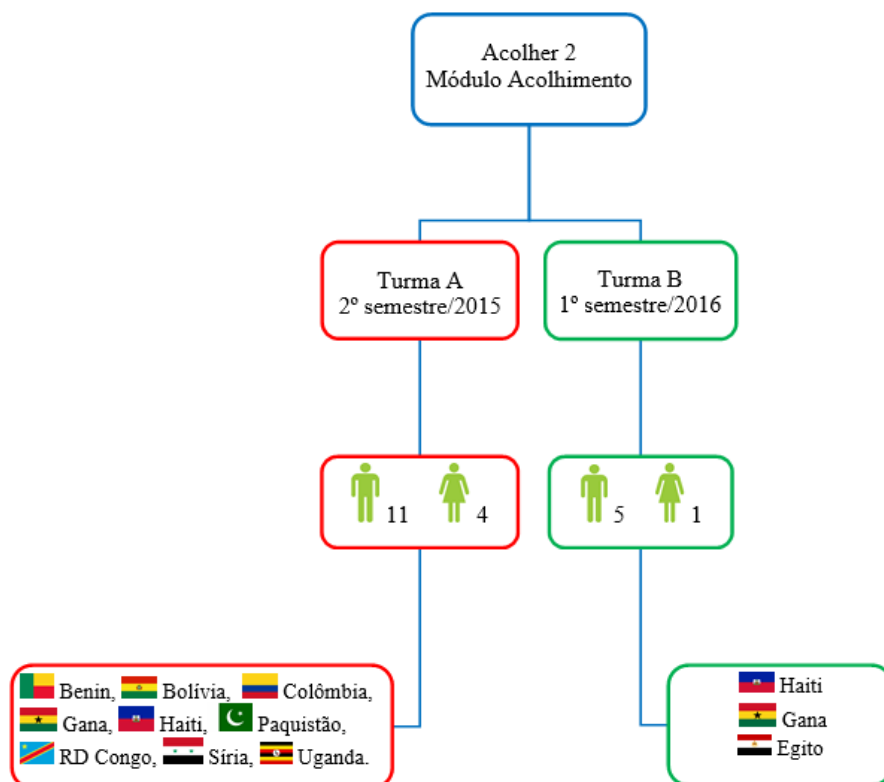 Acolher 2
Módulo Acolhimento
Turma A
2º semestre/2015
Turma B
1º semestre/2016
11 4
5 1
Benin, Bolívia, Colômbia,
Gana, Haiti, Paquistão,
RD Congo, Síria, Uganda.
Haiti
Gana
Egito